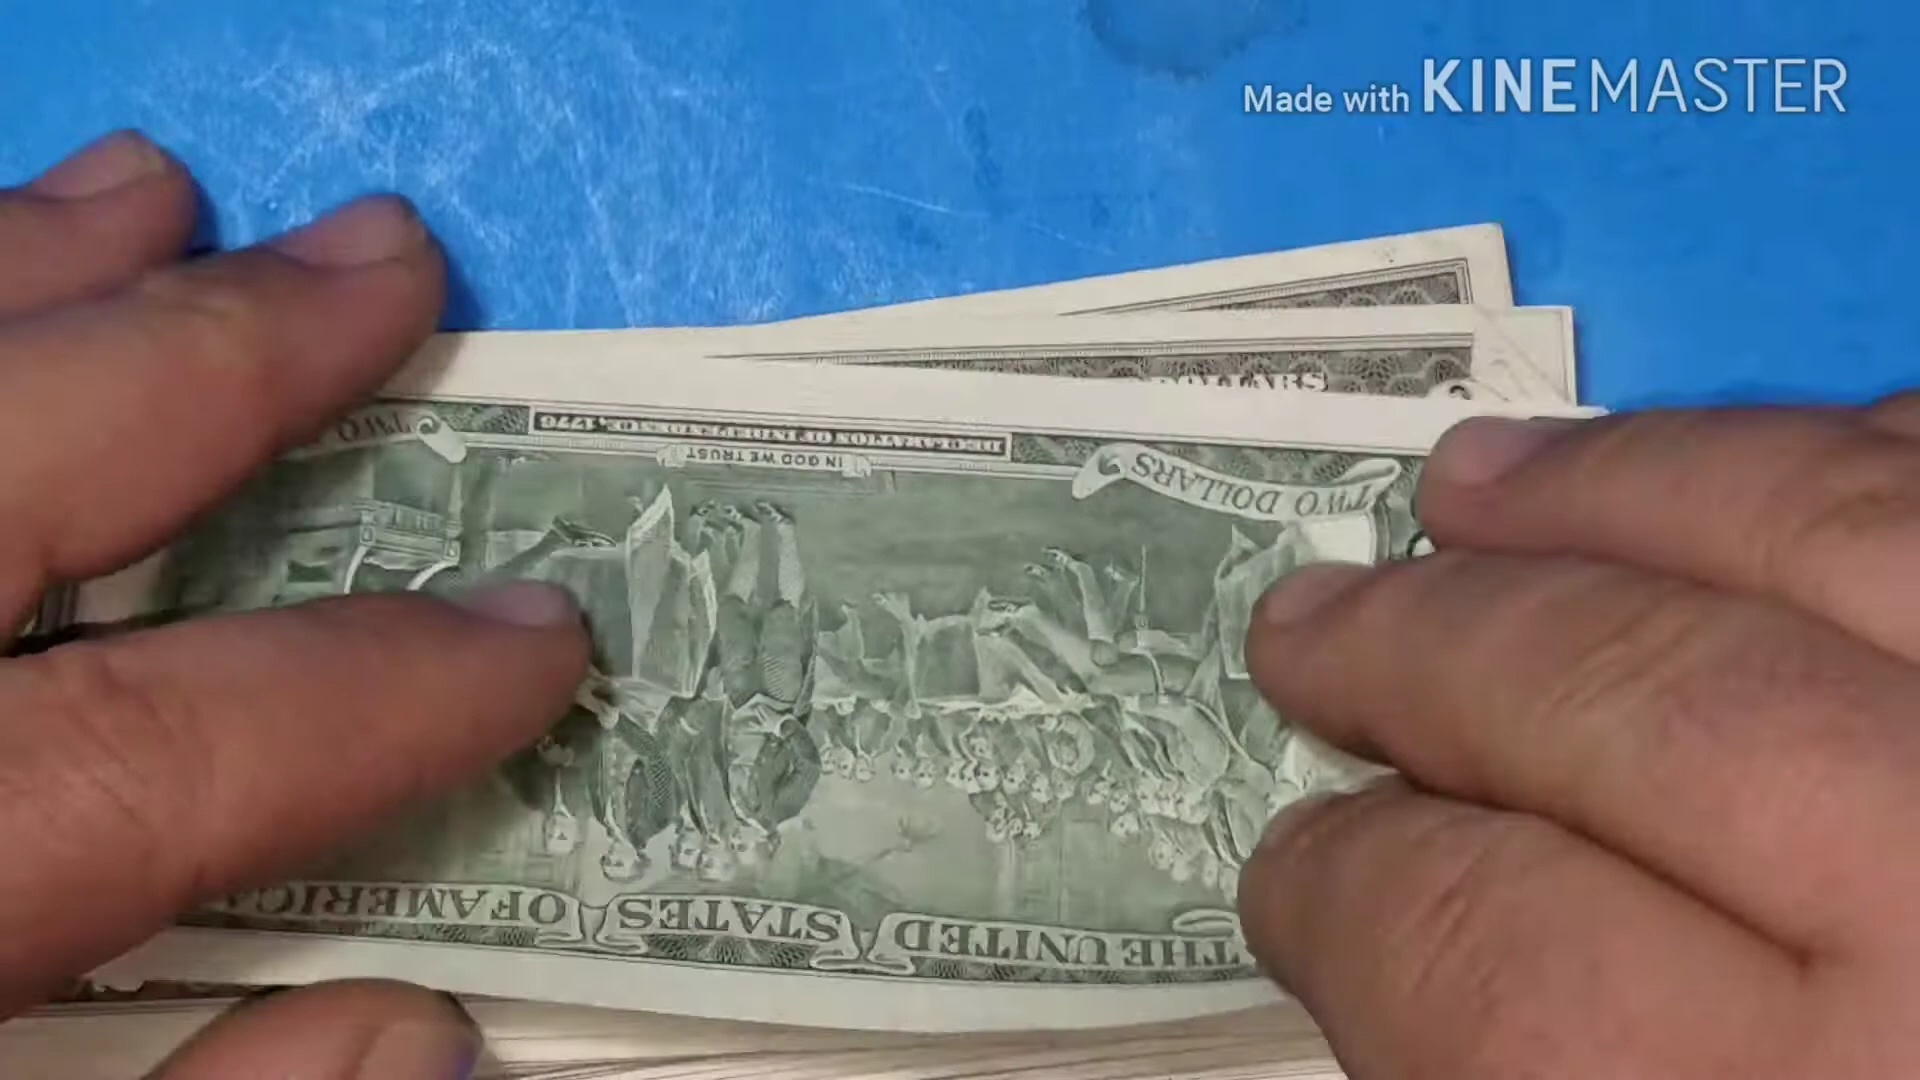 Made with KINEMASTER
DOLLARS
2
TWO
DECLARATION OF INDEPENDENCE, 1776
IN GOD WE TRUST
TWO DOLLARS
THE UNITED STATES OF AMERICA